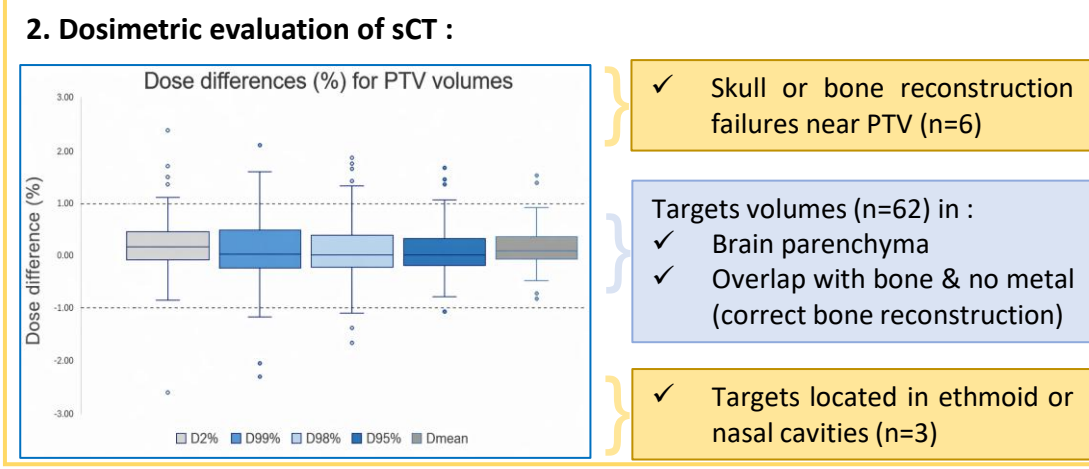 2. Dosimetric evaluation of sCT :
Dose differences (%) for PTV volumes
Dose difference (%)
3.00
2.00
1.00
0.00
-1.00
-2.00
-3.00
D2% D99% D98% D95% Dmean
✓ Skull or bone reconstruction
failures near PTV (n=6)
Targets volumes (n=62) in :
✓ Brain parenchyma
✓ Overlap with bone & no metal
(correct bone reconstruction)
✓ Targets located in ethmoid or
nasal cavities (n=3)